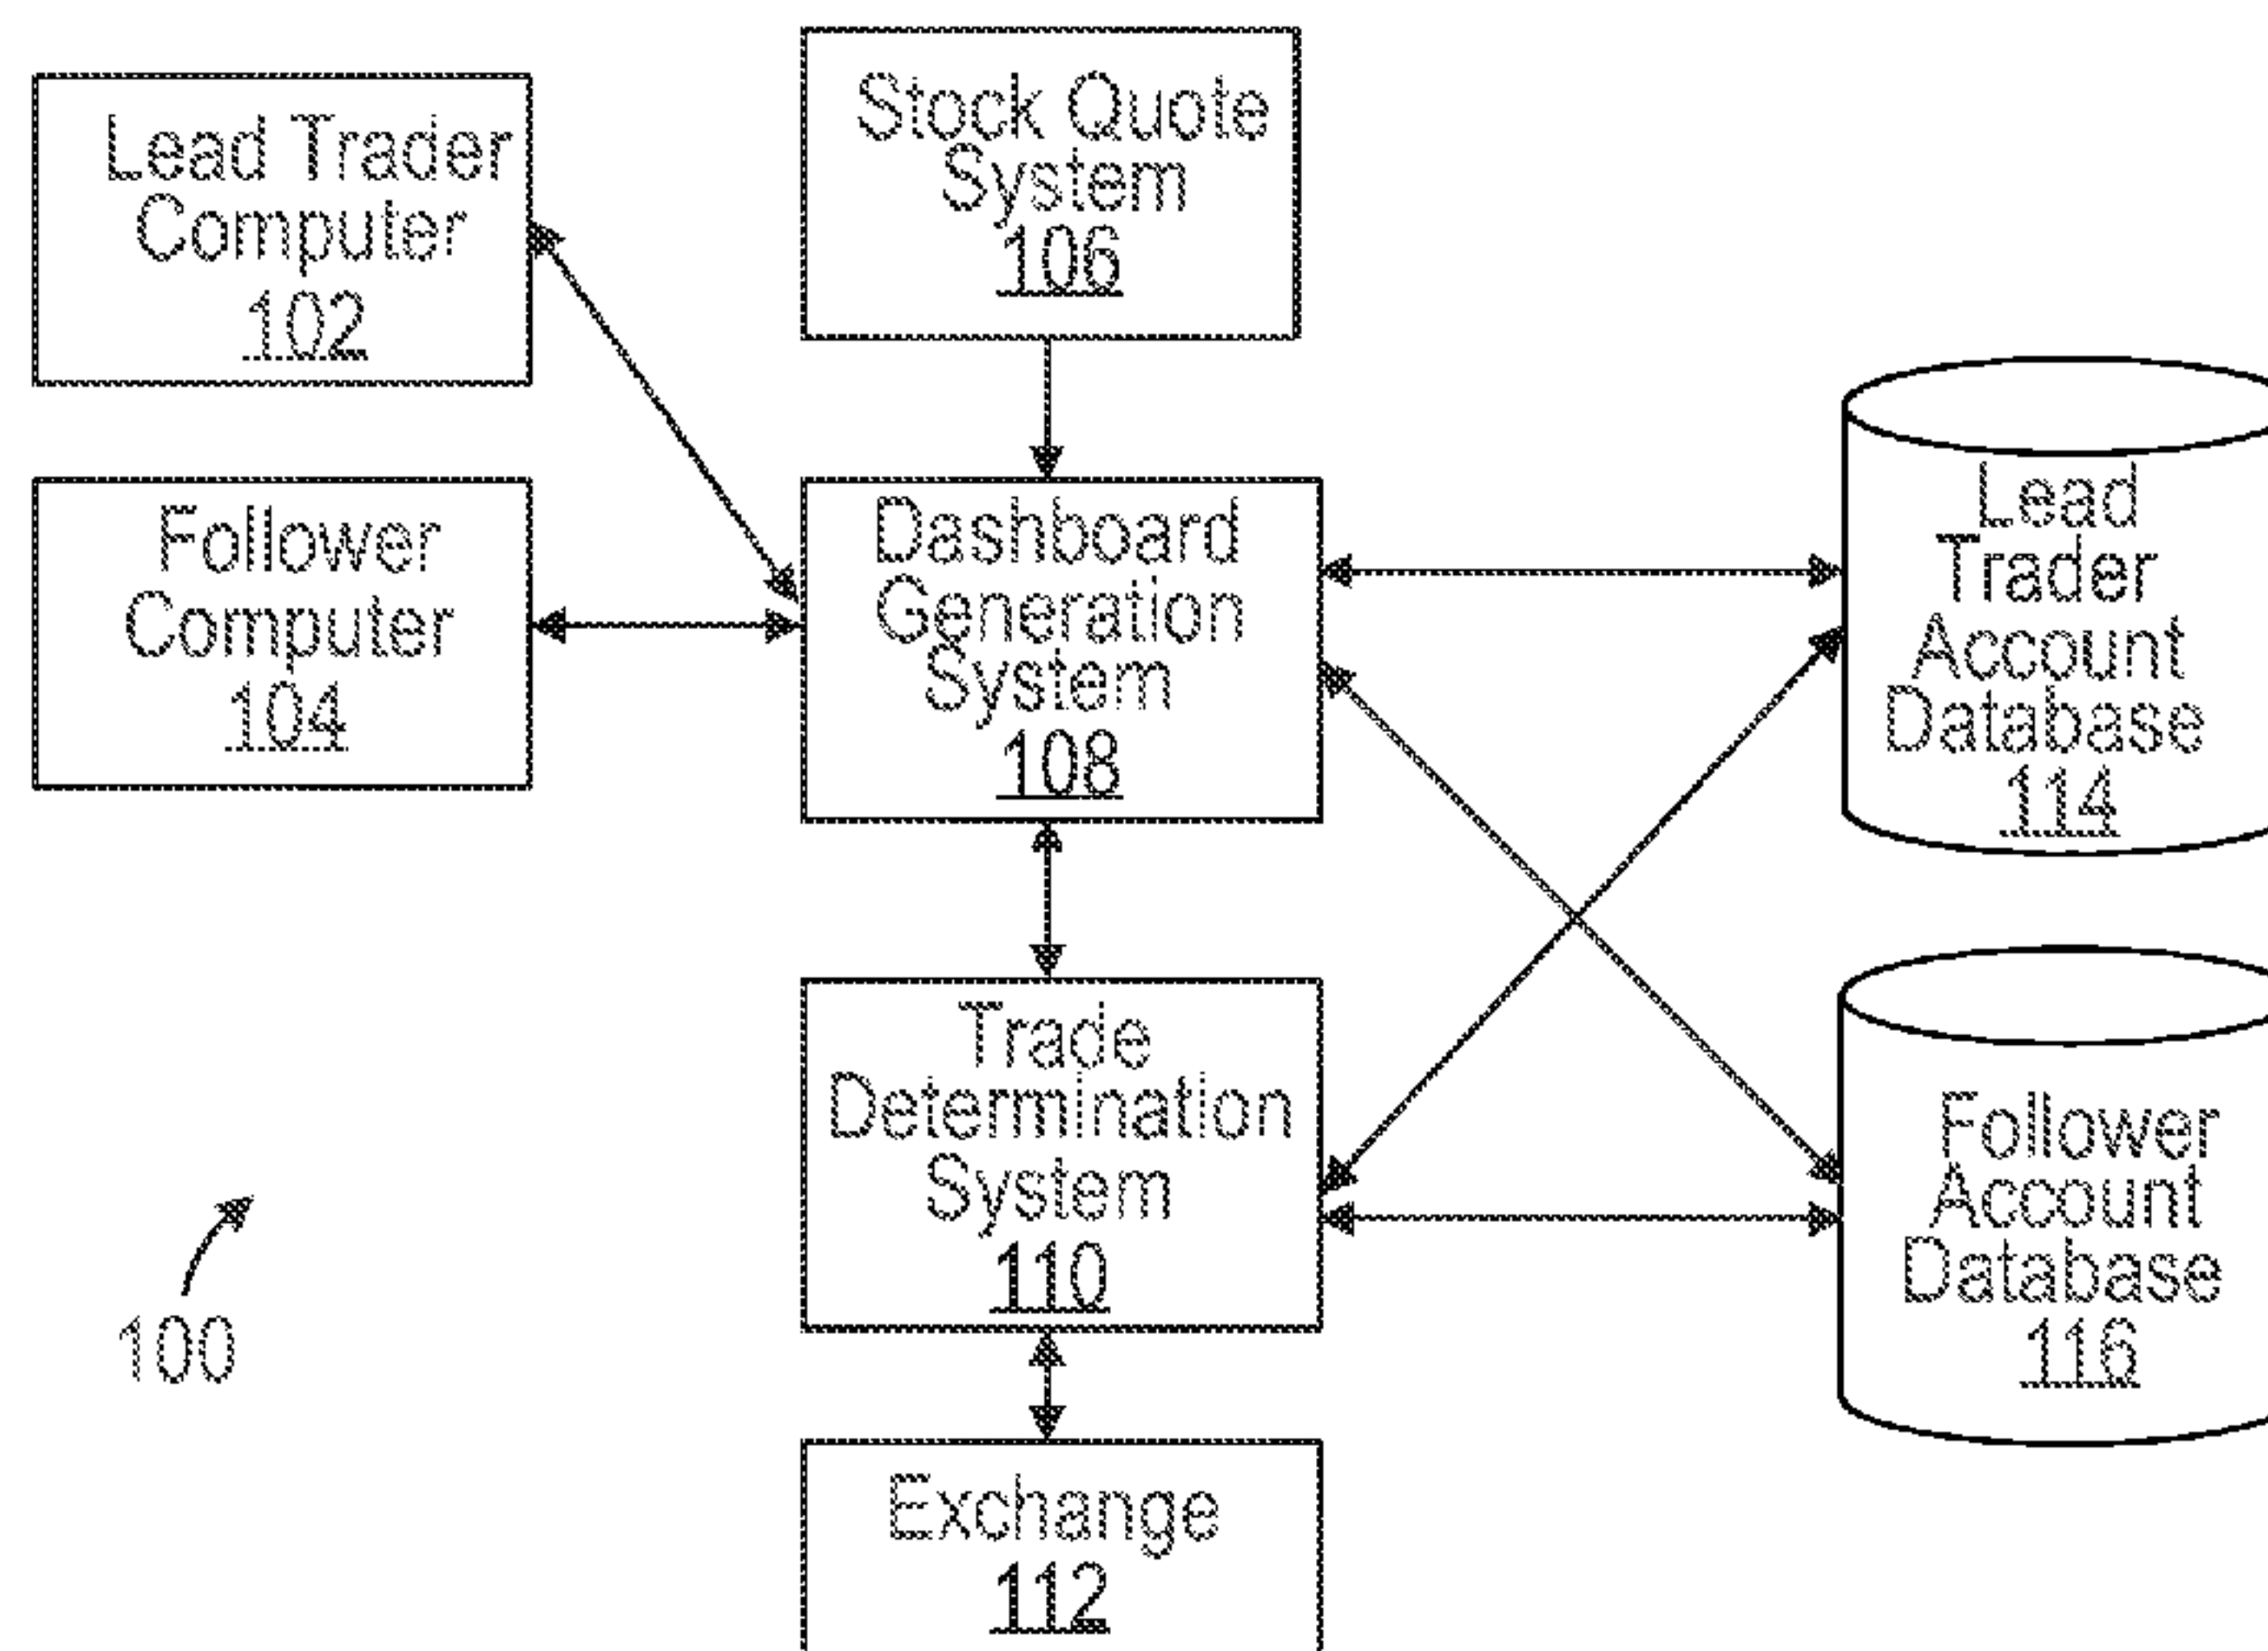 Lead Trader
Computer
102
Stock Quote
System
106
Follower
Computer
104
Dashboard
Generation
System
108
Lead
Trader
Account
Database
114
Trade
Determination
System
110
Follower
Account
Database
116
100
Exchange
112